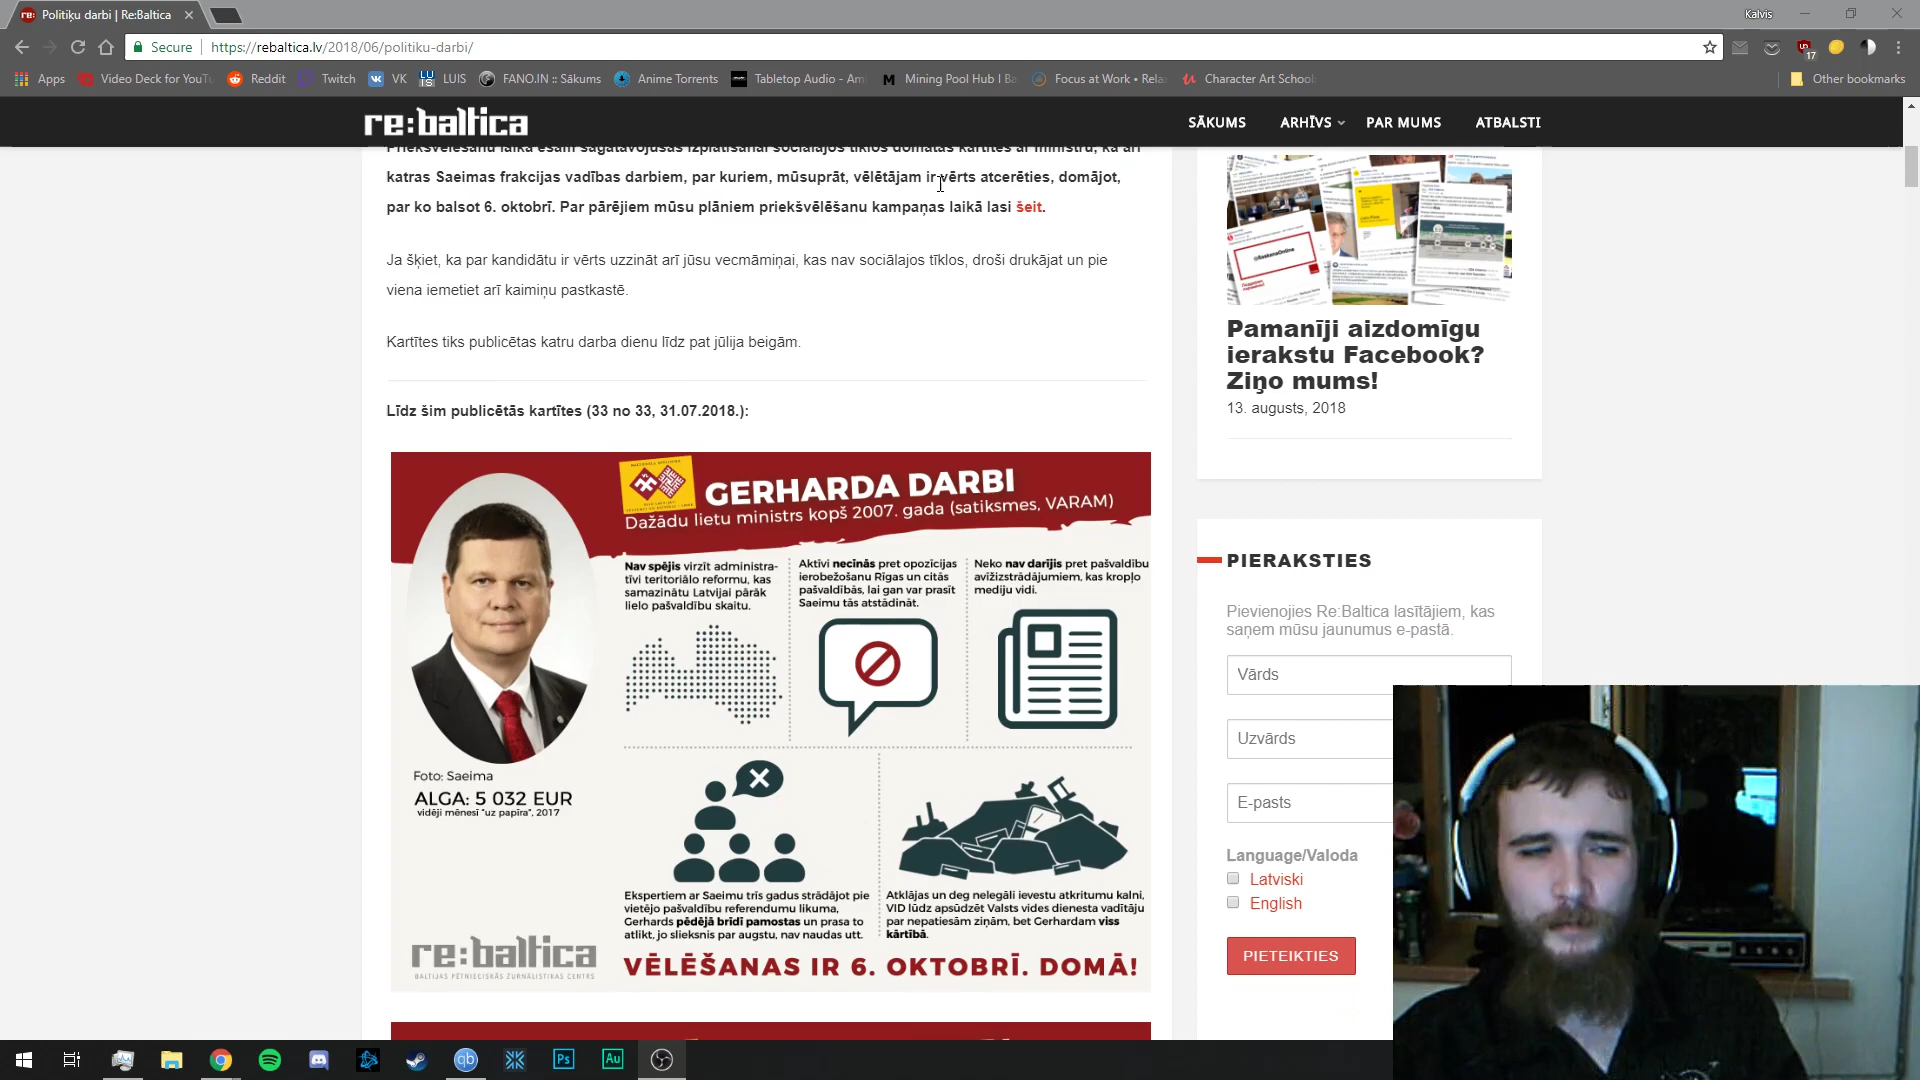 Politiķu darbi | Re:Baltica
Kalvis
Secure
https://rebaltica.lv/2018/06/politiku-darbi/
17
Apps
Video Deck for YouTu
Reddit
Twitch
VK
LUIS
FANO.IN :: Sākums
Anime Torrents
Tabletop Audio - Am
Mining Pool Hub | Ba
Focus at Work • Rela
Character Art School:
Other bookmarks
re:baltica
SĀKUMS
ARHĪVS
PAR MUMS
ATBALSTI
Priekšvēlēšanu laikā esam sagatavojušas izplatīšanai sociālajos tīklos domātas kartītes ar ministru, kā arī
katras Saeimas frakcijas vadības darbiem, par kuriem, mūsuprāt, vēlētājam ir vērts atcerēties, domājot,
par ko balsot 6. oktobrī. Par pārējiem mūsu plāniem priekšvēlēšanu kampaņas laikā lasi šeit.
Ja šķiet, ka par kandidātu ir vērts uzzināt arī jūsu vecmāmiņai, kas nav sociālajos tīklos, droši drukājat un pie
viena iemetiet arī kaimiņu pastkastē.
Kartītes tiks publicētas katru darba dienu līdz pat jūlija beigām.
Līdz šim publicētās kartītes (33 no 33, 31.07.2018.):
GERHARDA DARBI
Dažādu lietu ministrs kopš 2007. gada (satiksmes, VARAM)
Nav spējis virzīt administra-
tīvi teritoriālo reformu, kas
samazinātu Latvijai pārāk
lielo pašvaldību skaitu.
Aktīvi necīnās pret opozīcijas
ierobežošanu Rīgas un citās
pašvaldībās, lai gan var prasīt
Saeimu tās atstādināt.
Neko nav darījis pret pašvaldību
avīžizstrādājumiem, kas kropļo
mediju vidi.
Foto: Saeima
ALGA: 5 032 EUR
vidēji mēnesī "uz papīra", 2017
Ekspertiem ar Saeimu trīs gadus strādājot pie
vietējo pašvaldību referendumu likuma,
Gerhards pēdējā brīdī pamostas un prasa to
atlikt, jo slieksnis par augstu, nav naudas utt.
Atklājas un deg nelegāli ievestu atkritumu kalni,
VID lūdz apsūdzēt Valsts vides dienesta vadītāju
par nepatiesām ziņām, bet Gerhardam viss
kārtībā.
re:baltica
BALTIJAS PĒTNIECISKĀS ŽURNĀLISTIKAS CENTRS
VĒLĒŠANAS IR 6. OKTOBRĪ. DOMĀ!
Pamanīji aizdomīgu
ierakstu Facebook?
Ziņo mums!
13. augusts, 2018
PIERAKSTIES
Pievienojies Re:Baltica lasītājiem, kas
saņem mūsu jaunumus e-pastā.
Vārds
Uzvārds
E-pasts
Language/Valoda
Latviski
English
PIETEIKTIES